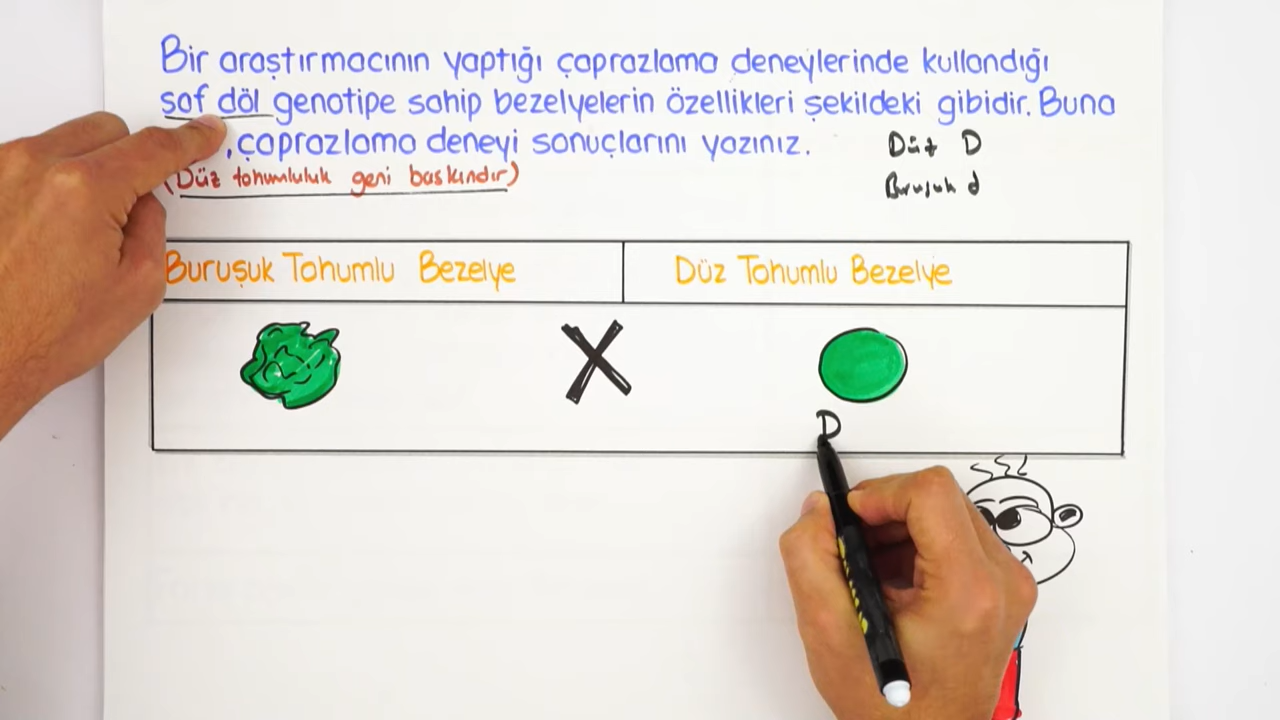 Bir araştırmacının yaptığı çaprazlama deneylerinde kullandığı
saf döl genotipe sahip bezelyelerin özellikleri şekildeki gibidir. Buna
, çaprazlama deneyi sonuçlarını yazınız.
Düz D
(Düz tohumluluk geni baskındır)
Buruşuk d
Buruşuk Tohumlu Bezelye
Düz Tohumlu Bezelye
X
D